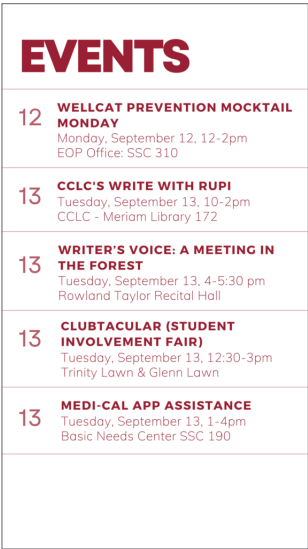 EVENTS
12
WELLCAT PREVENTION MOCKTAIL
MONDAY
Monday, September 12, 12-2pm
EOP Office: SSC 310
13
CCLC'S WRITE WITH RUPI
Tuesday, September 13, 10-2pm
CCLC - Meriam Library 172
13
WRITER'S VOICE: A MEETING IN
THE FOREST
Tuesday, September 13, 4-5:30 pm
Rowland Taylor Recital Hall
13
CLUBTACULAR (STUDENT
INVOLVEMENT FAIR)
Tuesday, September 13, 12:30-3pm
Trinity Lawn & Glenn Lawn
13
MEDI-CAL APP ASSISTANCE
Tuesday, September 13, 1-4pm
Basic Needs Center SSC 190